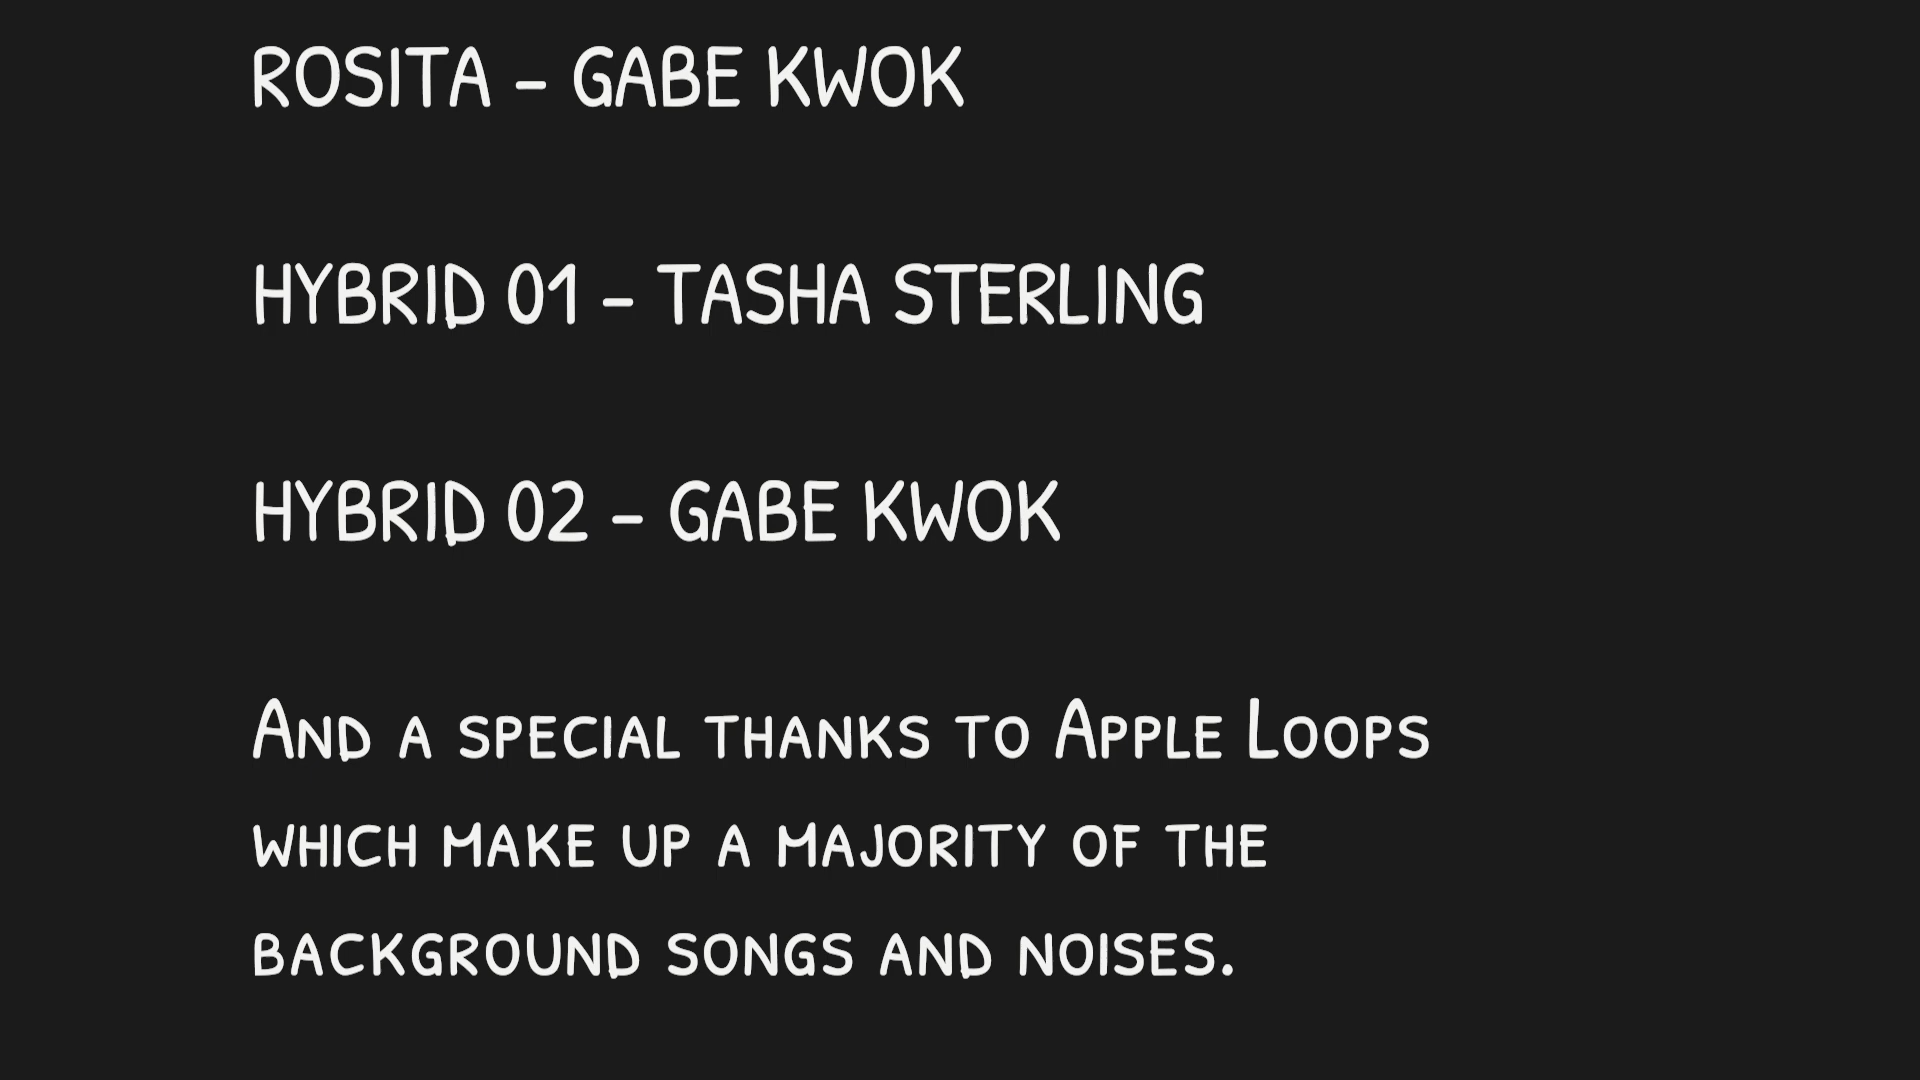 ROSITA - GABE KWOK
HYBRID 01 - TASHA STERLING
HYBRID 02 - GABE KWOK
And a special thanks to Apple Loops
which make up a majority of the
background songs and noises.